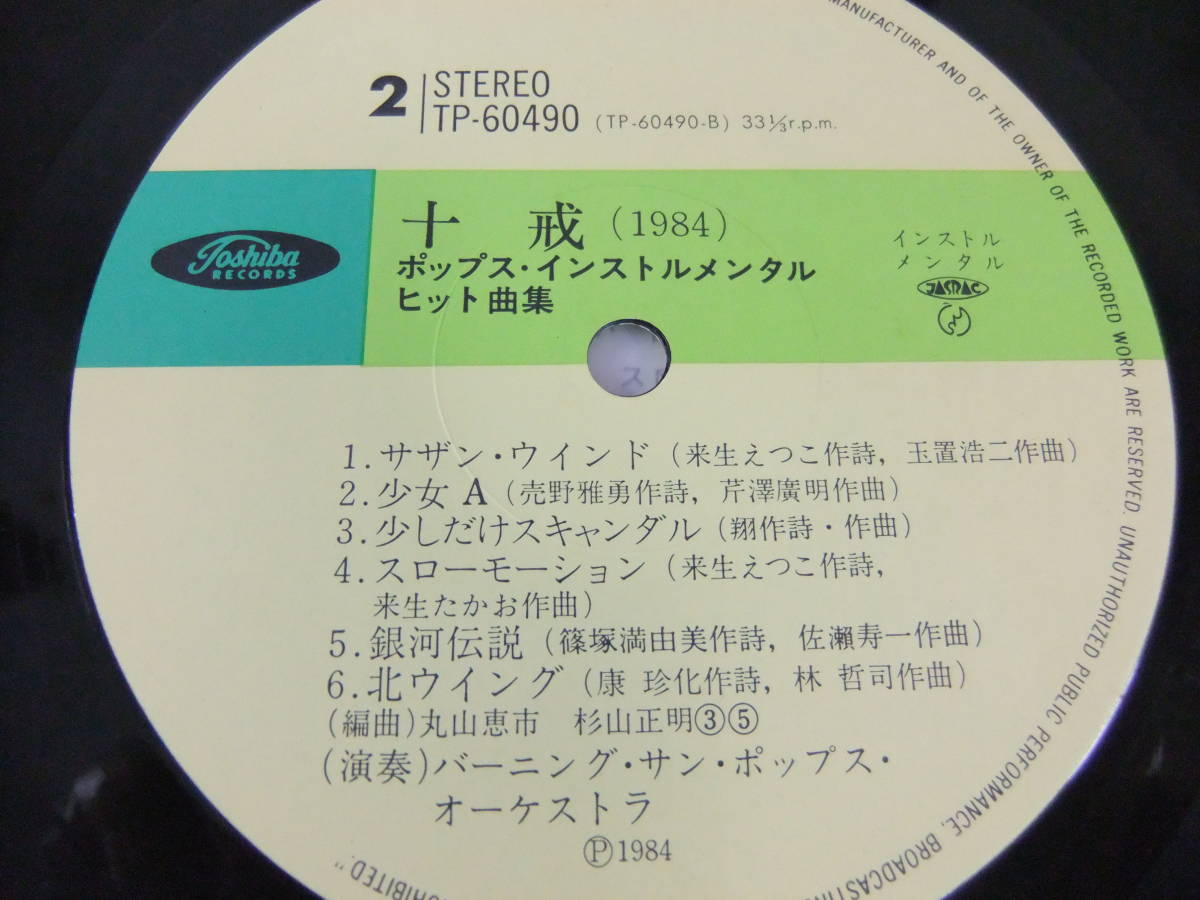 MANUFACTURER AND OF THE OWNER OF THE RECORDED WORK ARE RESERVED. UNAUTHORIZED PUBLIC PERFORMANCE, BROADCASTING
PROHIBITED."
2 STEREO
TP-60490 (TP-60490-B) 33⅓r.p.m.
Toshiba
RECORDS
十 戒 (1984)
ポップス・インストルメンタル
ヒット曲集
インストル
メンタル
JASRAC
1.サザン・ウインド (来生えつこ作詩, 玉置浩二作曲)
2.少女 A (売野雅勇作詩, 芹澤廣明作曲)
3.少しだけスキャンダル (翔作詩・作曲)
4.スローモーション (来生えつこ作詩,
来生たかお作曲)
5.銀河伝説 (篠塚満由美作詩, 佐瀬寿一作曲)
6.北ウイング (康 珍化作詩, 林 哲司作曲)
(編曲)丸山恵市 杉山正明③⑤
(演奏)バーニング・サン・ポップス・
オーケストラ
Ⓟ1984